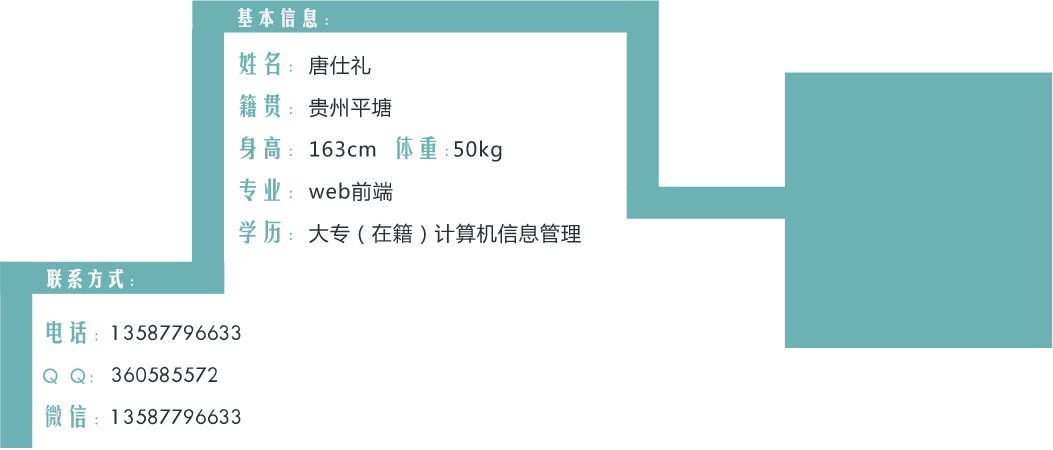 基本信息:
姓名: 唐仕礼
籍贯: 贵州平塘
身高: 163cm 体重:50kg
专业: web前端
学历: 大专（在籍）计算机信息管理
联系方式:
电话: 13587796633
Q Q: 360585572
微信: 13587796633